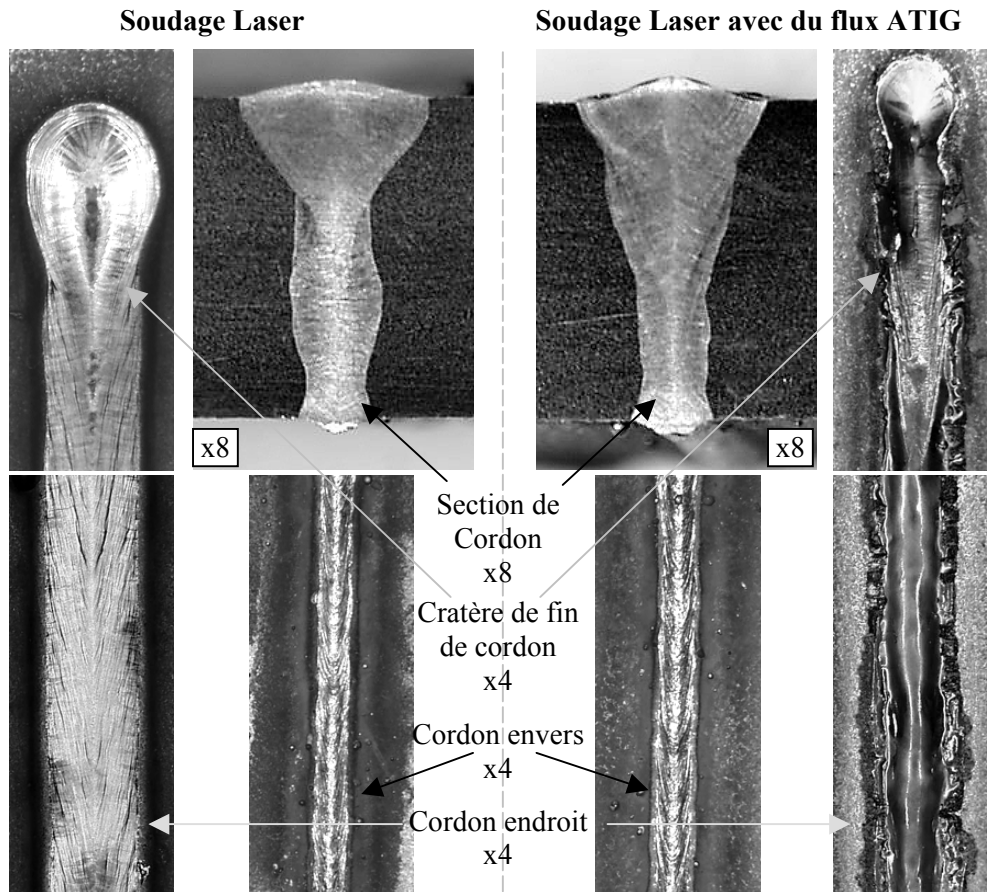 Soudage Laser
Soudage Laser avec du flux ATIG
x8
x8
Section de
Cordon
x8
Cratère de fin
de cordon
x4
Cordon envers
x4
Cordon endroit
x4